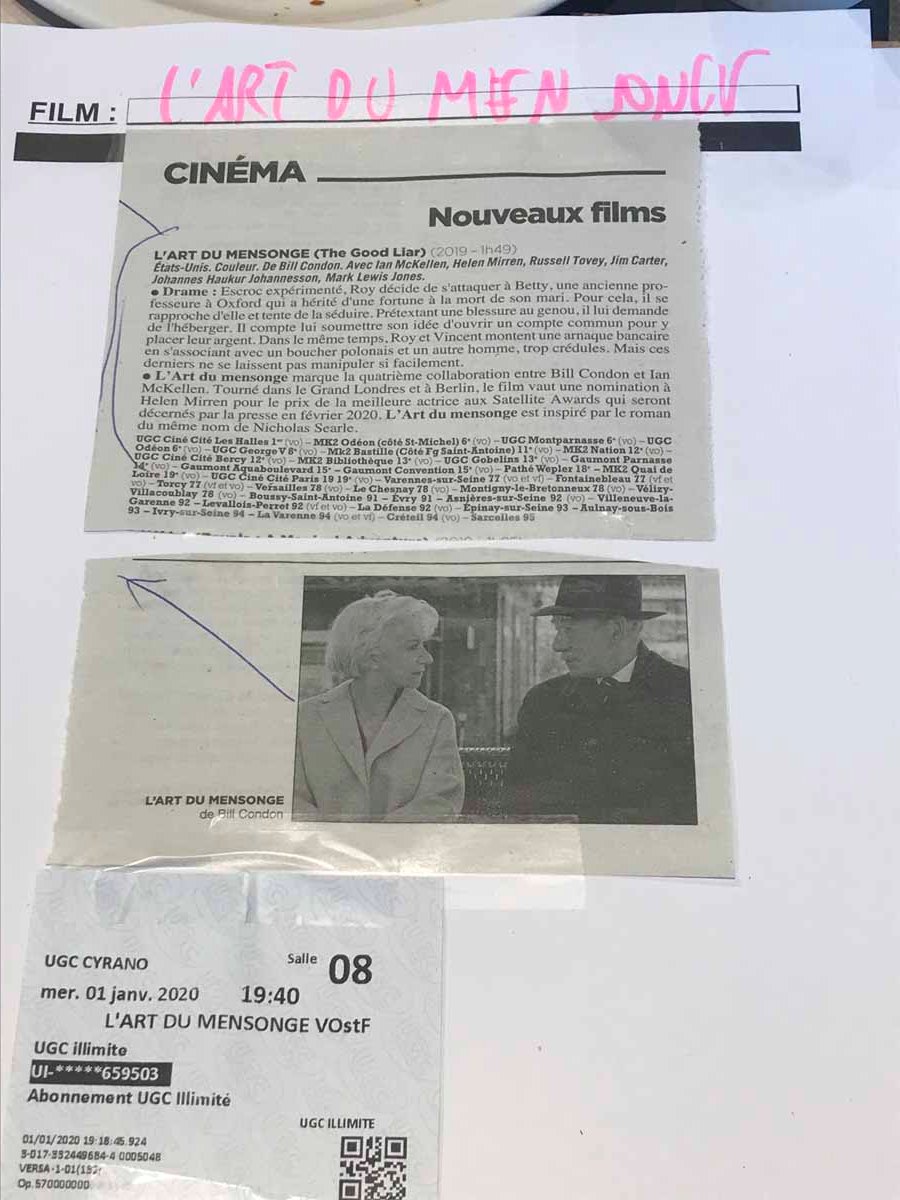 FILM : L'ART DU MENSONGE
CINÉMA
Nouveaux films
L'ART DU MENSONGE (The Good Liar) (2019 - 1h49)
États-Unis. Couleur. De Bill Condon. Avec Ian McKellen, Helen Mirren, Russell Tovey, Jim Carter,
Johannes Haukur Johannesson, Mark Lewis Jones.
● Drame : Escroc expérimenté, Roy décide de s'attaquer à Betty, une ancienne pro-
fesseure à Oxford qui a hérité d'une fortune à la mort de son mari. Pour cela, il se
rapproche d'elle et tente de la séduire. Prétextant une blessure au genou, il lui demande
de l'héberger. Il compte lui soumettre son idée d'ouvrir un compte commun pour y
placer leur argent. Dans le même temps, Roy et Vincent montent une arnaque bancaire
en s'associant avec un boucher polonais et un autre homme, trop crédules. Mais ces
derniers ne se laissent pas manipuler si facilement.
● L'Art du mensonge marque la quatrième collaboration entre Bill Condon et Ian
McKellen. Tourné dans le Grand Londres et à Berlin, le film vaut une nomination à
Helen Mirren pour le prix de la meilleure actrice aux Satellite Awards qui seront
décernés par la presse en février 2020. L'Art du mensonge est inspiré par le roman
du même nom de Nicholas Searle.
UGC Ciné Cité Les Halles 1er (vo) – MK2 Odéon (côté St-Michel) 6e (vo) – UGC Montparnasse 6e (vo) – UGC
Odéon 6e (vo) – UGC George V 8e (vo) – Mk2 Bastille (Côté Fg Saint-Antoine) 11e (vo) – MK2 Nation 12e (vo) –
UGC Ciné Cité Bercy 12e (vo) – MK2 Bibliothèque 13e (vo) – UGC Gobelins 13e (vo) – Gaumont Parnasse
14e (vo) – Gaumont Aquaboulevard 15e – Gaumont Convention 15e (vo) – Pathé Wepler 18e – MK2 Quai de
Loire 19e (vo) – UGC Ciné Cité Paris 19 19e (vo) – Varennes-sur-Seine 77 (vo et vf) – Fontainebleau 77 (vf et
vo) – Torcy 77 (vf et vo) – Versailles 78 (vo) – Le Chesnay 78 (vo) – Montigny-le-Bretonneux 78 (vo) – Vélizy-
Villacoublay 78 (vo) – Boussy-Saint-Antoine 91 – Évry 91 – Asnières-sur-Seine 92 (vo) – Villeneuve-la-
Garenne 92 – Levallois-Perret 92 (vf et vo) – La Défense 92 (vo) – Épinay-sur-Seine 93 – Aulnay-sous-Bois
93 – Ivry-sur-Seine 94 – La Varenne 94 (vo et vf) – Créteil 94 (vo) – Sarcelles 95
L'ART DU MENSONGE
de Bill Condon
UGC CYRANO Salle 08
mer. 01 janv. 2020 19:40
L'ART DU MENSONGE VOstF
UGC illimite
UI-*****659503
Abonnement UGC Illimité
UGC ILLIMITE
01/01/2020 19:18:45.924
3-017-332449684-4 0005048
VERSA-1-01(192
Op.570000000